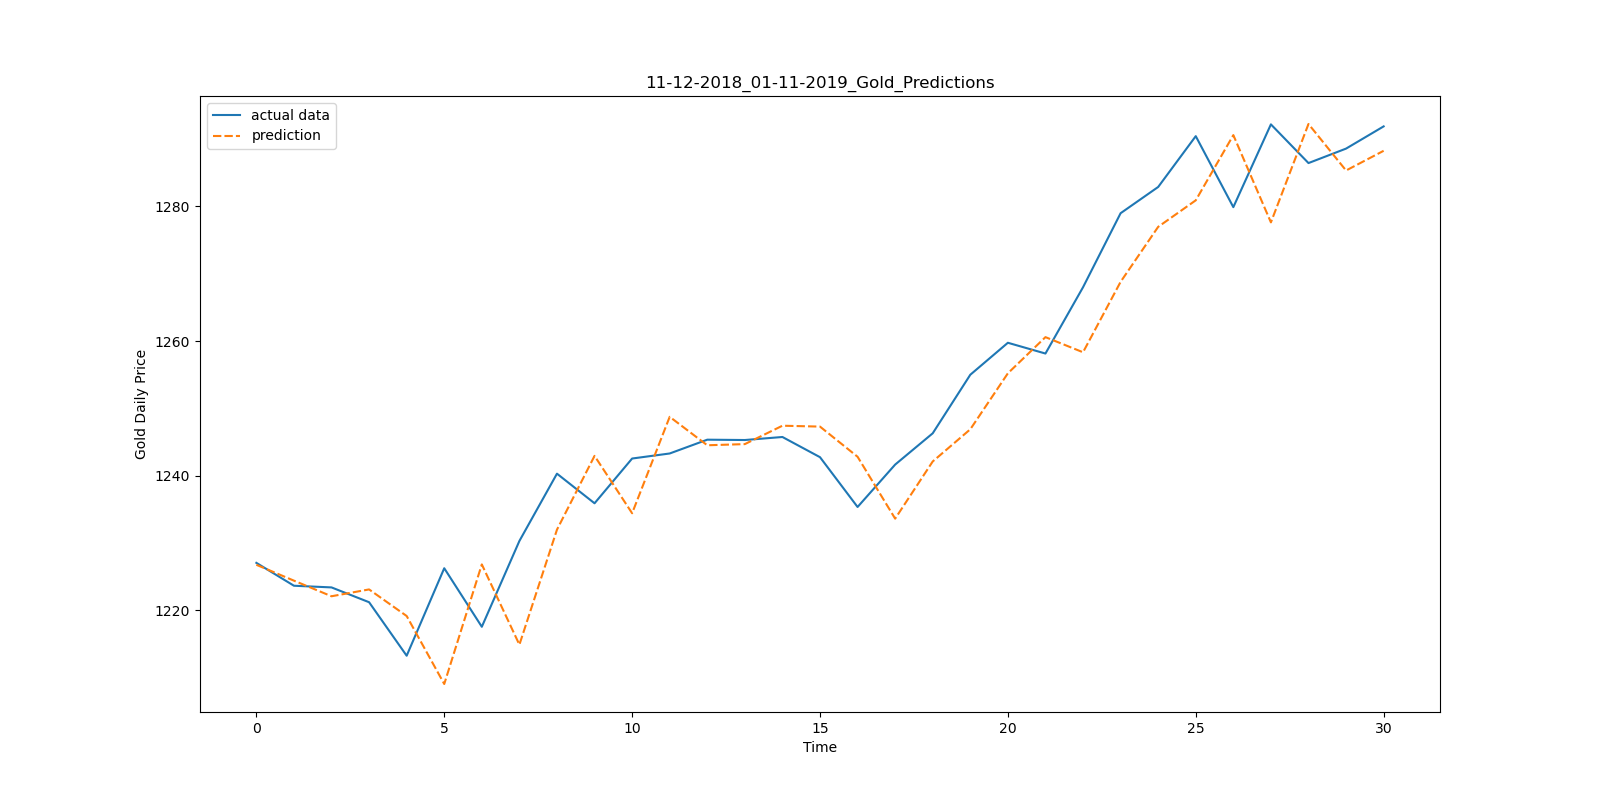 11-12-2018_01-11-2019_Gold_Predictions
actual data
prediction
Gold Daily Price
1280
1260
1240
1220
0 5 10 15 20 25 30
Time